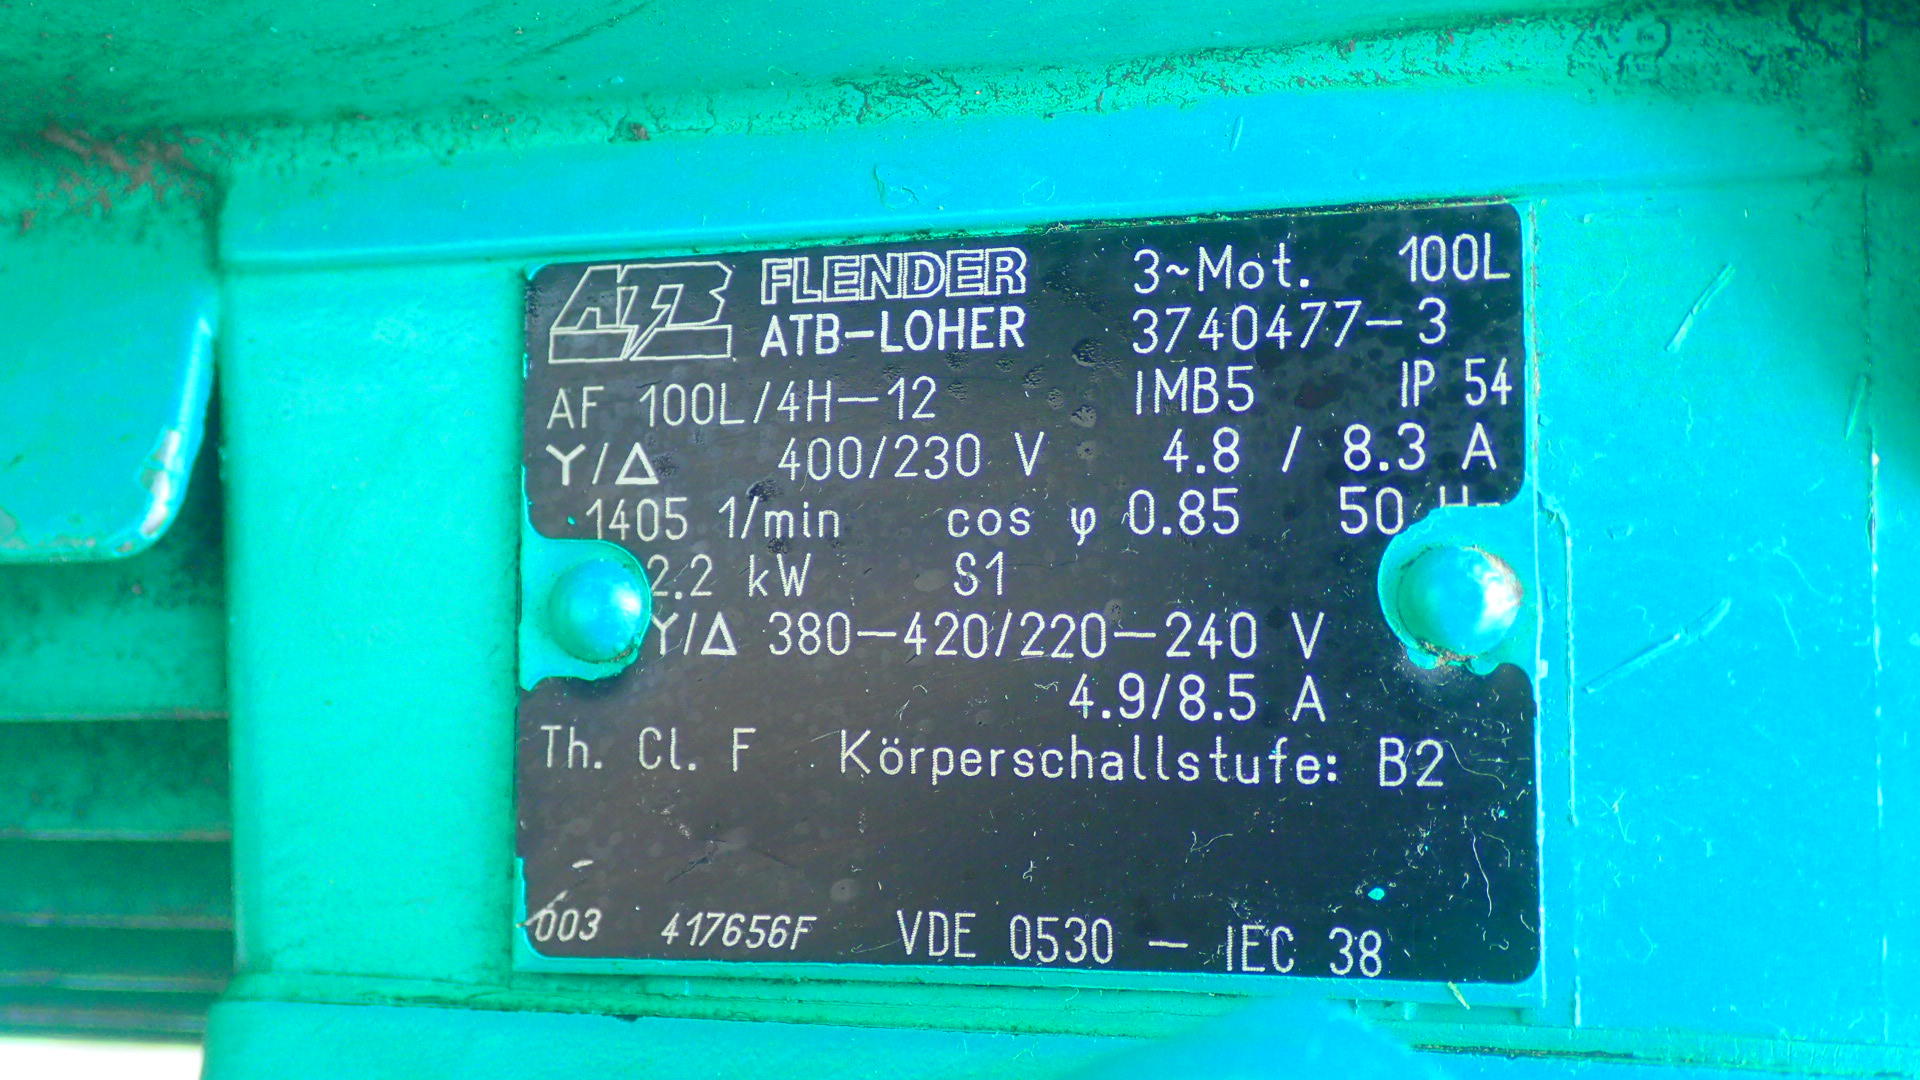 ATB FLENDER 3~Mot. 100L
ATB-LOHER 3740477-3
AF 100L/4H-12 IMB5 IP 54
Y/Δ 400/230 V 4.8 / 8.3 A
1405 1/min cos φ 0.85 50
2.2 kW S1
Y/Δ 380-420/220-240 V
4.9/8.5 A
Th. Cl. F Körperschallstufe: B2
003 417656F VDE 0530 - IEC 38